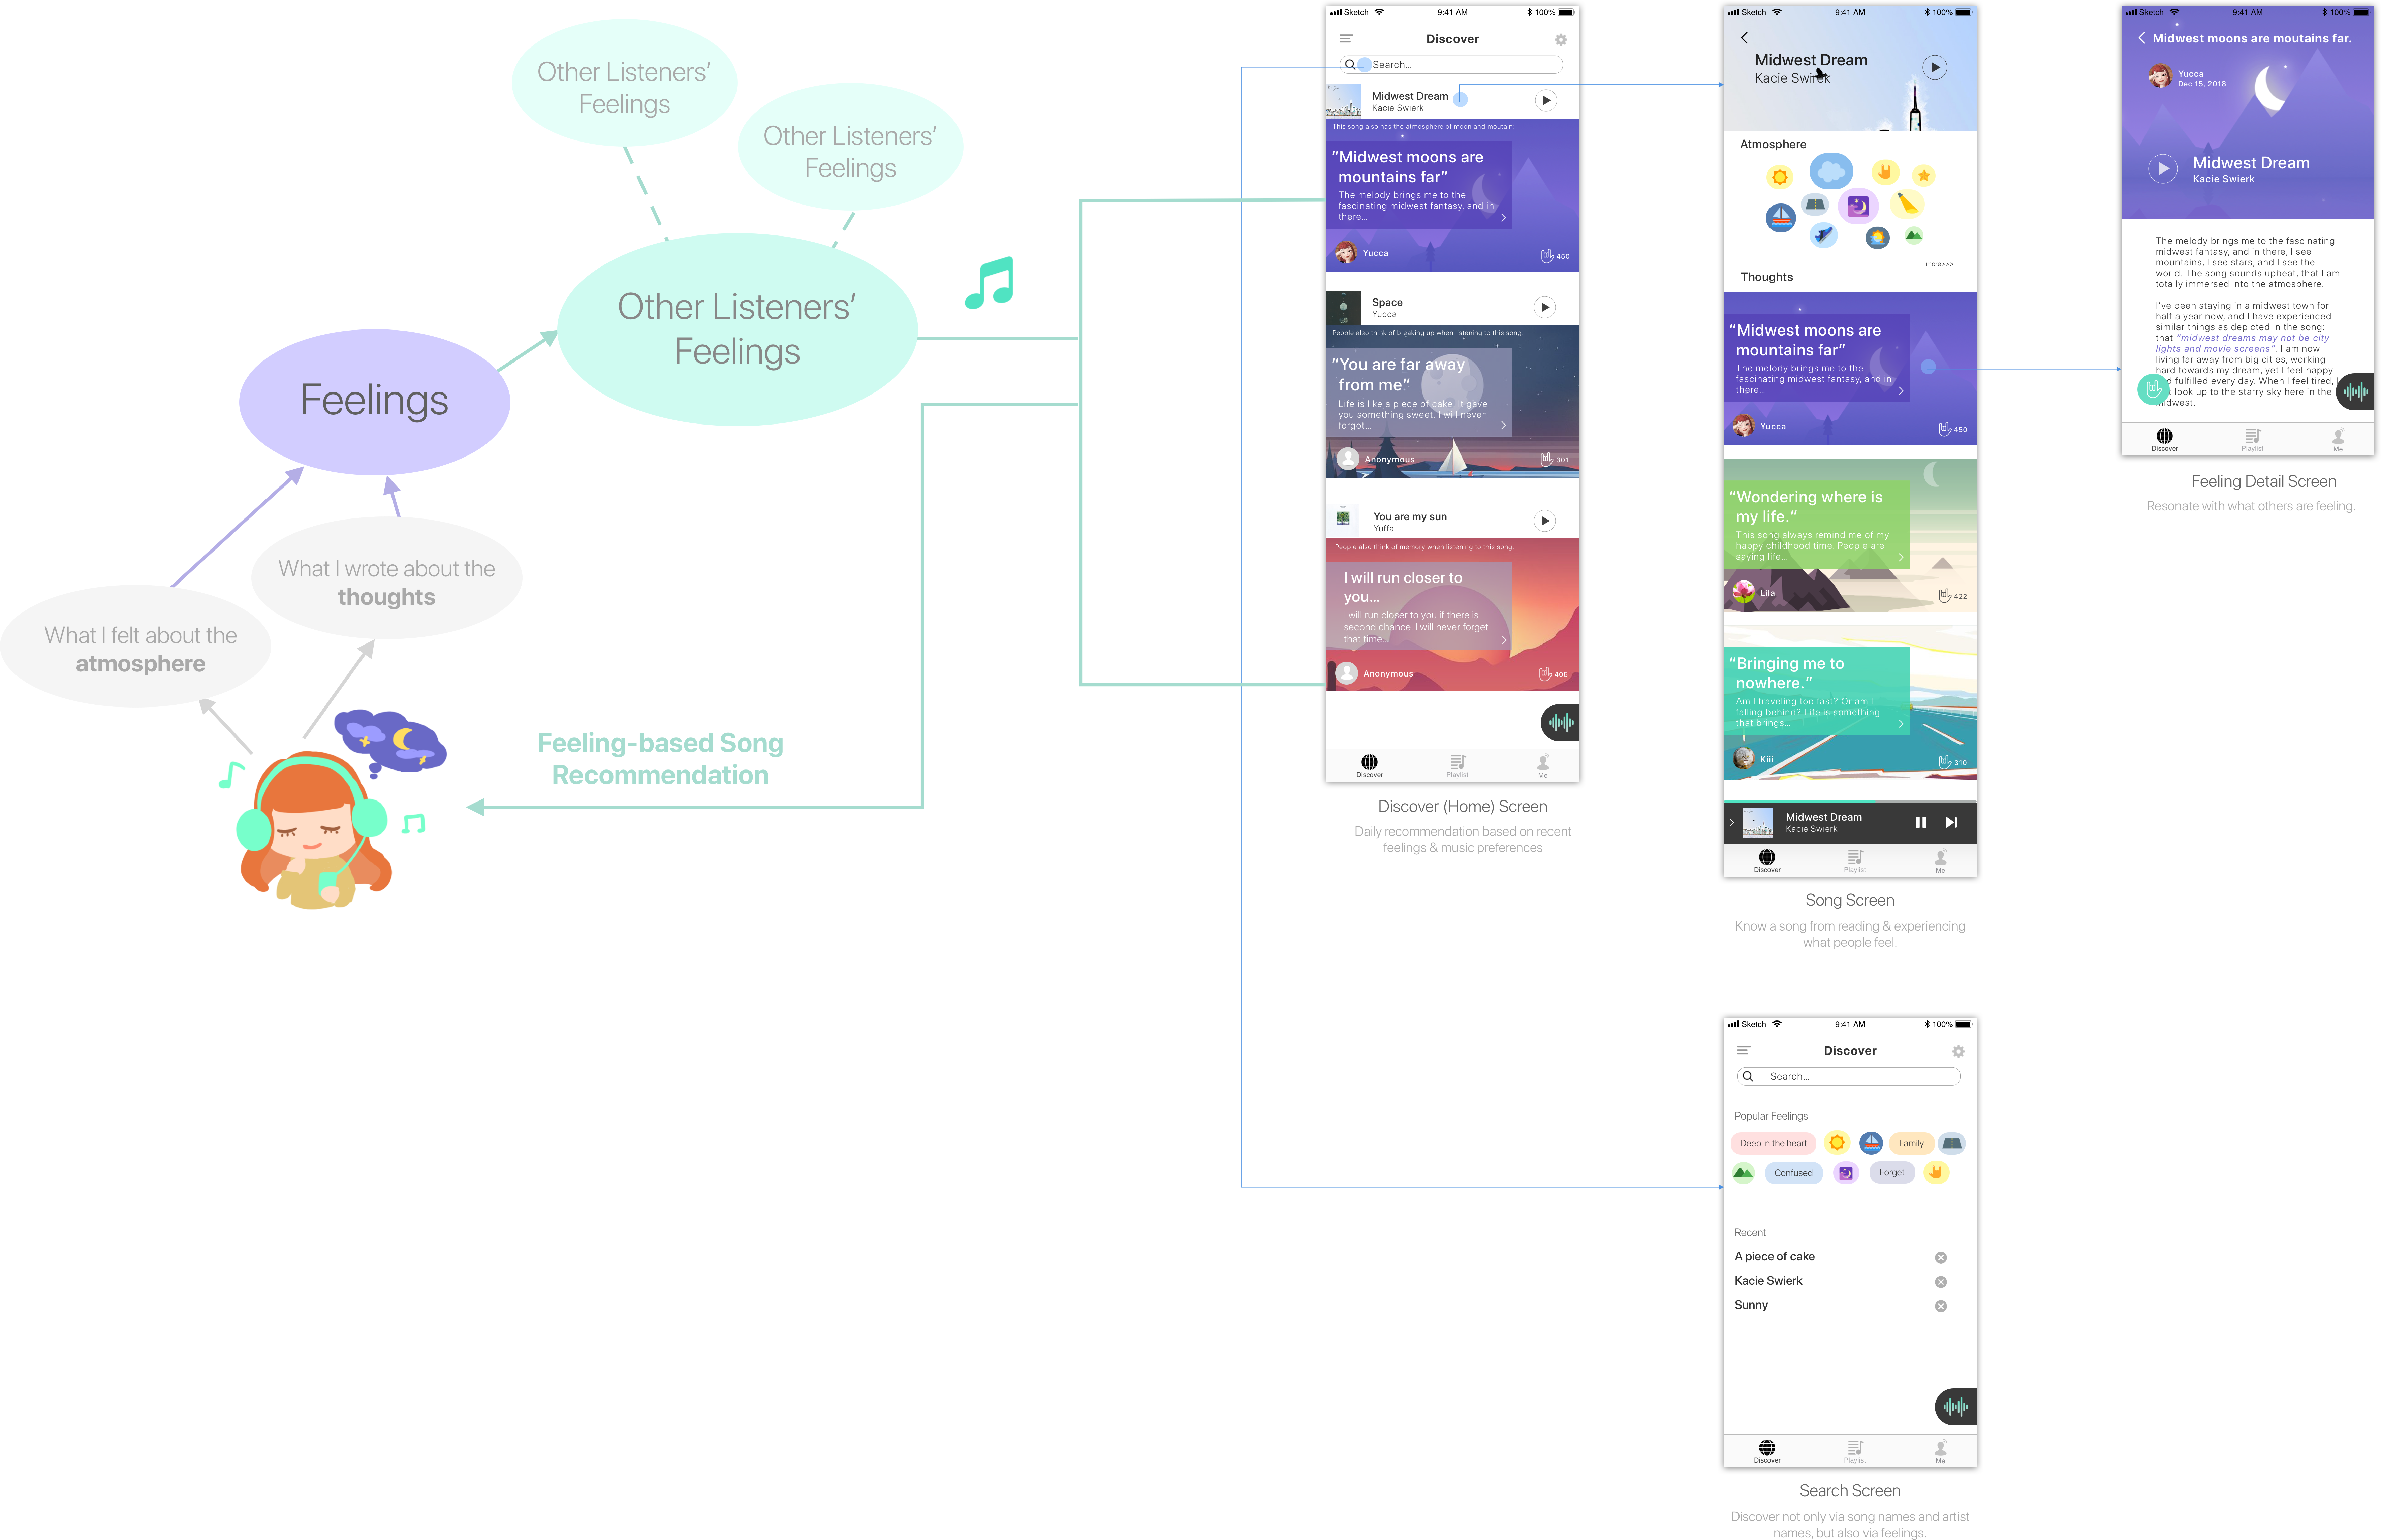 Other Listeners'
Feelings
Other Listeners'
Feelings
Other Listeners'
Feelings
Feelings
What I wrote about the
thoughts
What I felt about the
atmosphere
Feeling-based Song
Recommendation
Sketch 9:41 AM 100%
Discover
Search...
Midwest Dream
Kacie Swierk
This song also has the atmosphere of moon and moutain:
“Midwest moons are
mountains far”
The melody brings me to the
fascinating midwest fantasy, and in
there...
Yucca
450
Space
Yucca
People also think of breaking up when listening to this song:
“You are far away
from me”
Life is like a piece of cake. It gave
you something sweet. I will never
forgot...
Anonymous
301
You are my sun
Yuffa
People also think of memory when listening to this song:
I will run closer to
you...
I will run closer to you if there is
second chance. I will never forget
that time...
Anonymous
405
Discover Playlist Me
Discover (Home) Screen
Daily recommendation based on recent
feelings & music preferences
Sketch 9:41 AM 100%
Midwest Dream
Kacie Swierk
Atmosphere
more>>>
Thoughts
“Midwest moons are
mountains far”
The melody brings me to the
fascinating midwest fantasy, and in
there...
Yucca
450
“Wondering where is
my life.”
This song always remind me of my
happy childhood time. People are
saying life...
Lila
422
“Bringing me to
nowhere.”
Am I traveling too fast? Or am I
falling behind? Life is something
that brings...
Kiii
310
Midwest Dream
Kacie Swierk
Discover Playlist Me
Song Screen
Know a song from reading & experiencing
what people feel.
Sketch 9:41 AM 100%
Midwest moons are moutains far.
Yucca
Dec 15, 2018
Midwest Dream
Kacie Swierk
The melody brings me to the fascinating
midwest fantasy, and in there, I see
mountains, I see stars, and I see the
world. The song sounds upbeat, that I am
totally immersed into the atmosphere.
I've been staying in a midwest town for
half a year now, and I have experienced
similar things as depicted in the song:
that “midwest dreams may not be city
lights and movie screens”. I am now
living far away from big cities, working
hard towards my dream, yet I feel happy
fulfilled every day. When I feel tired, I
look up to the starry sky here in the
midwest.
Discover Playlist Me
Feeling Detail Screen
Resonate with what others are feeling.
Sketch 9:41 AM 100%
Discover
Search...
Popular Feelings
Deep in the heart Family
Confused Forget
Recent
A piece of cake
Kacie Swierk
Sunny
Discover Playlist Me
Search Screen
Discover not only via song names and artist
names, but also via feelings.